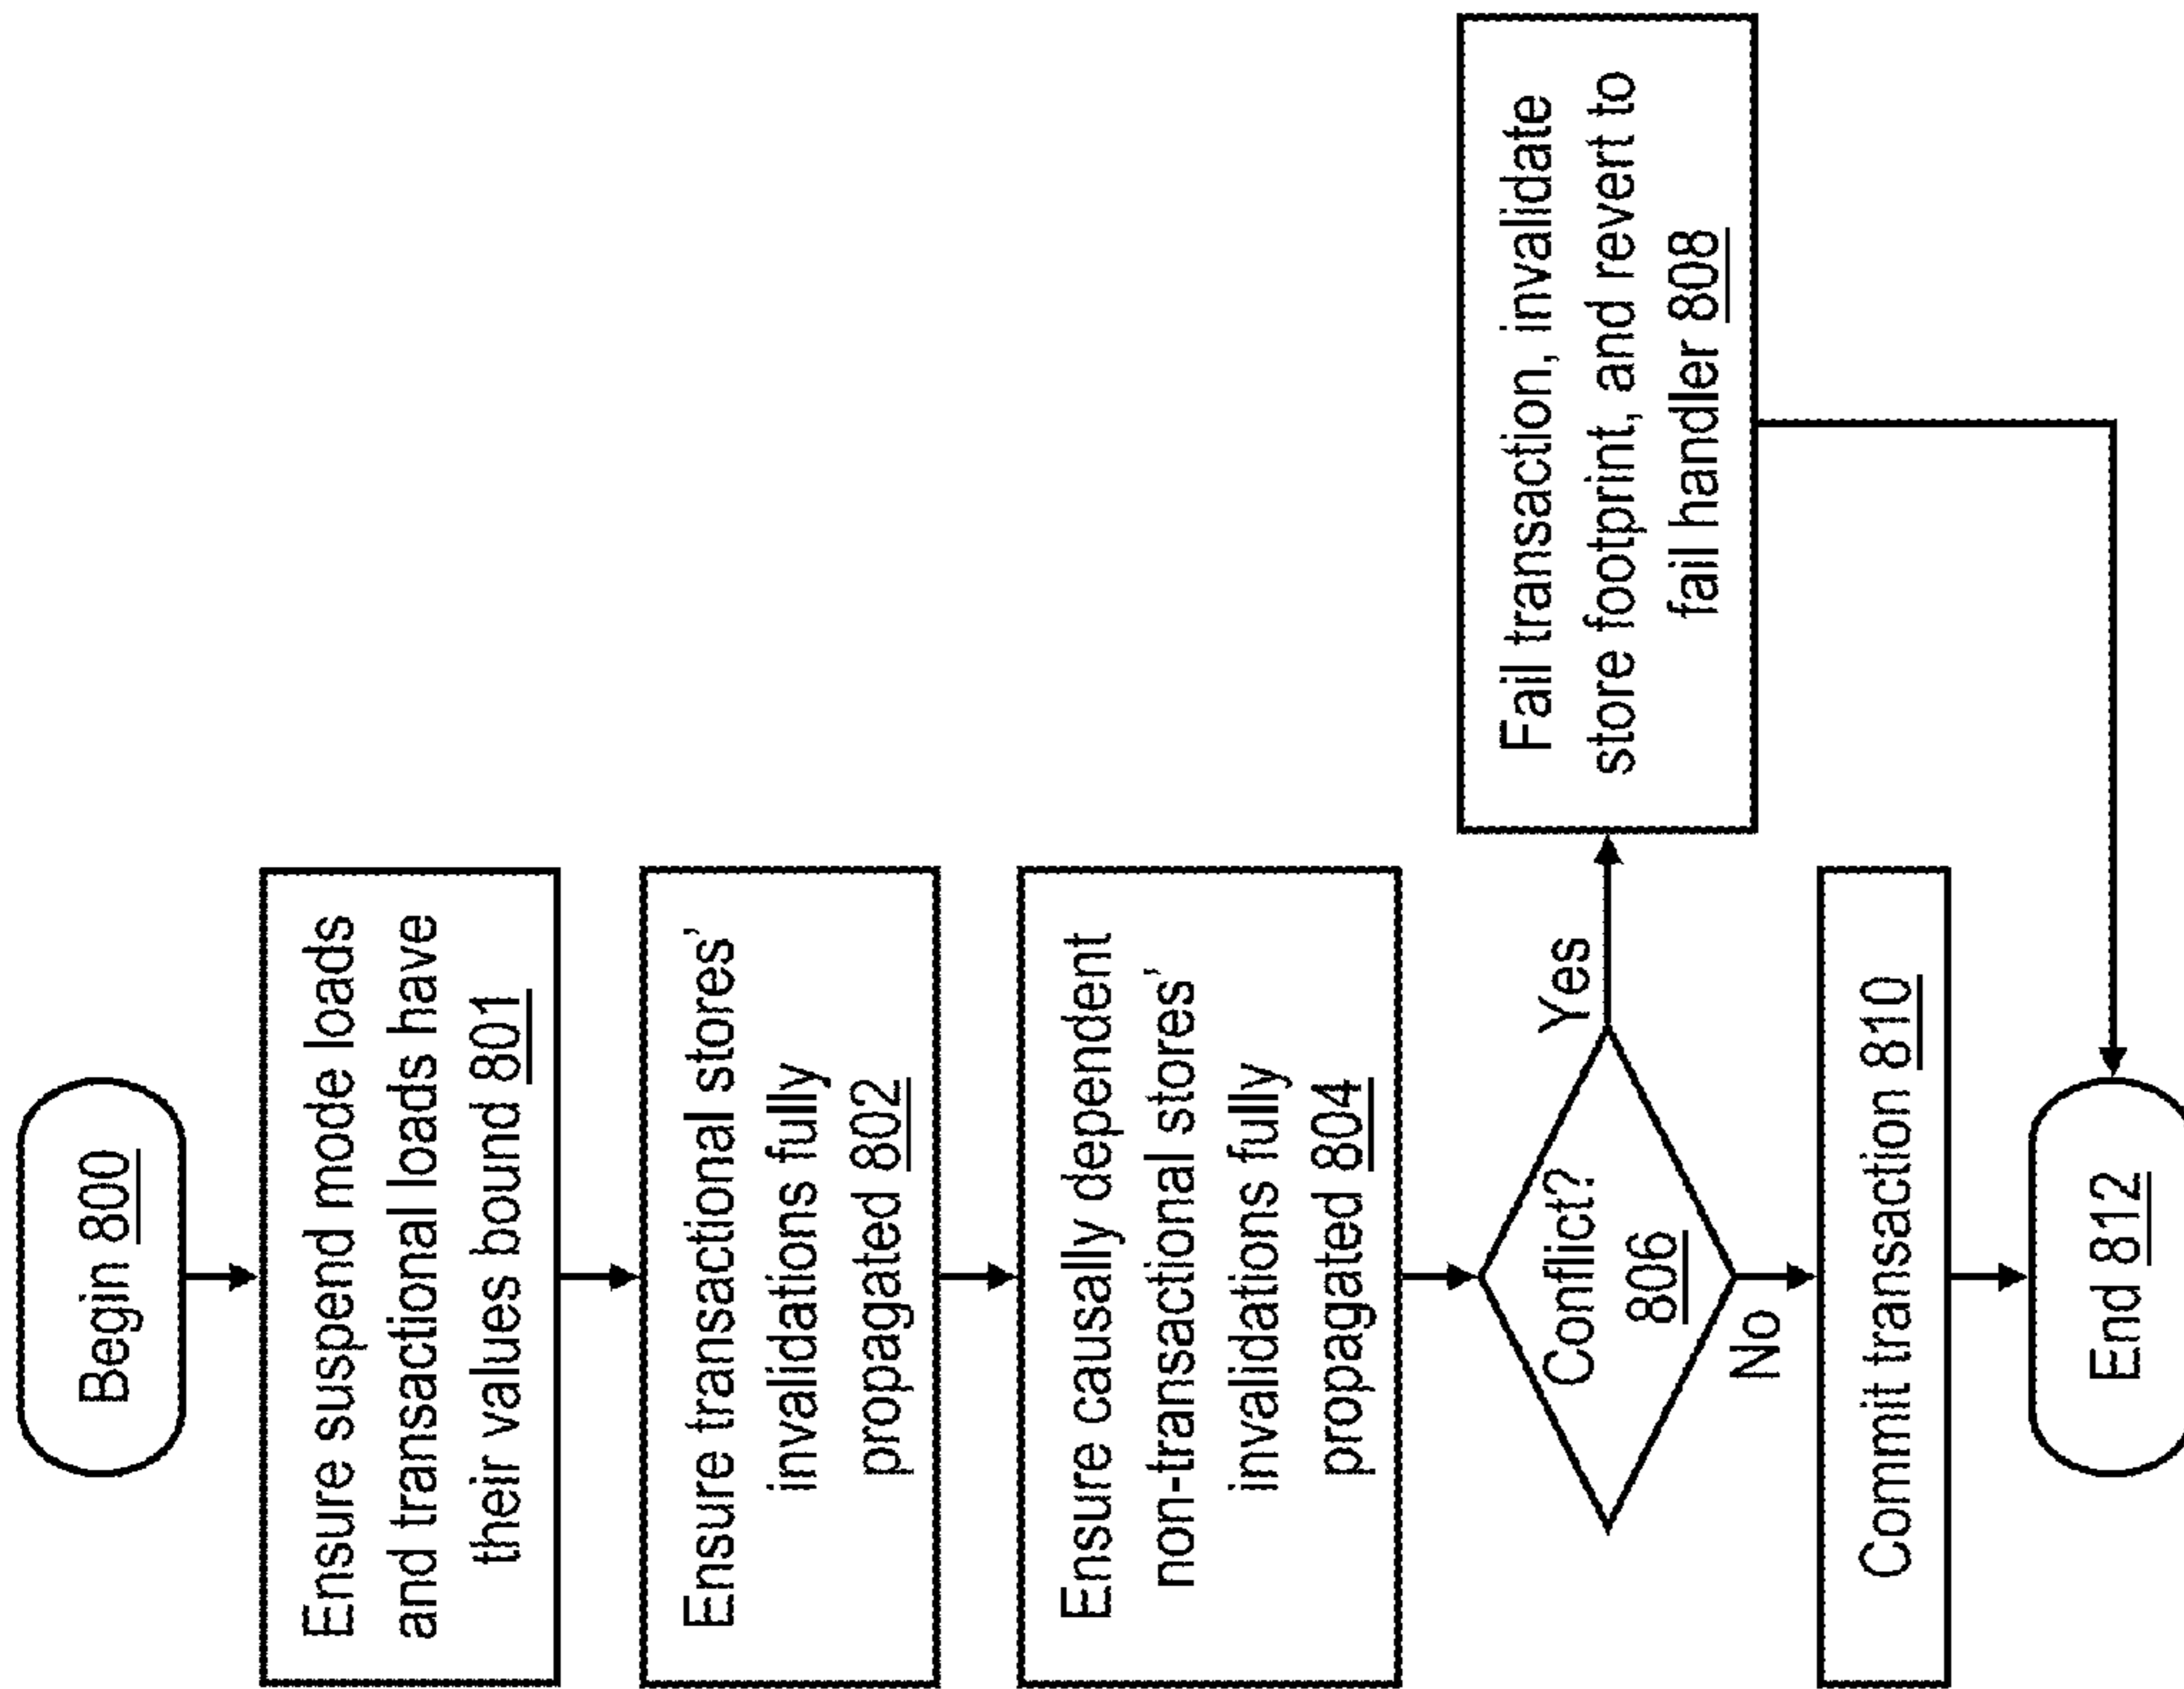 Begin 800
Ensure suspend mode loads
and transactional loads have
their values bound 801
Ensure transactional stores’
invalidations fully
propagated 802
Ensure causally dependent
non-transactional stores’
invalidations fully
propagated 804
Conflict?
806
Yes
Fail transaction, invalidate
store footprint, and revert to
fail handler 808
No
Commit transaction 810
End 812